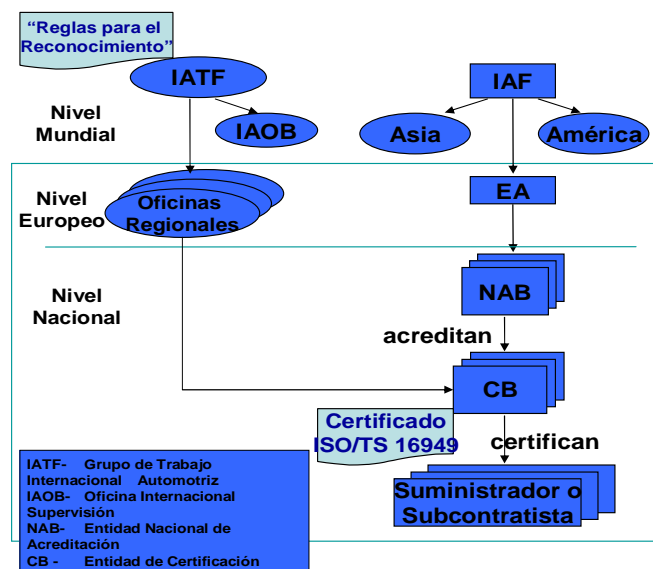 “Reglas para el
Reconocimiento”
IATF
IAF
Nivel
Mundial
IAOB
Asia
América
Nivel
Europeo
Oficinas
Regionales
EA
Nivel
Nacional
NAB
acreditan
CB
Certificado
ISO/TS 16949
certifican
Suministrador o
Subcontratista
IATF- Grupo de Trabajo
Internacional Automotriz
IAOB- Oficina Internacional
Supervisión
NAB- Entidad Nacional de
Acreditación
CB - Entidad de Certificación